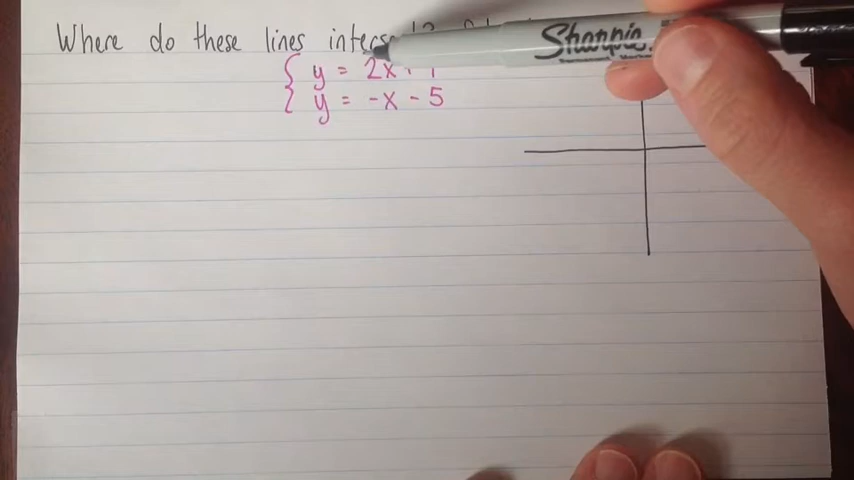 Where do these lines
y = 2x
y = -x - 5
Sharpie